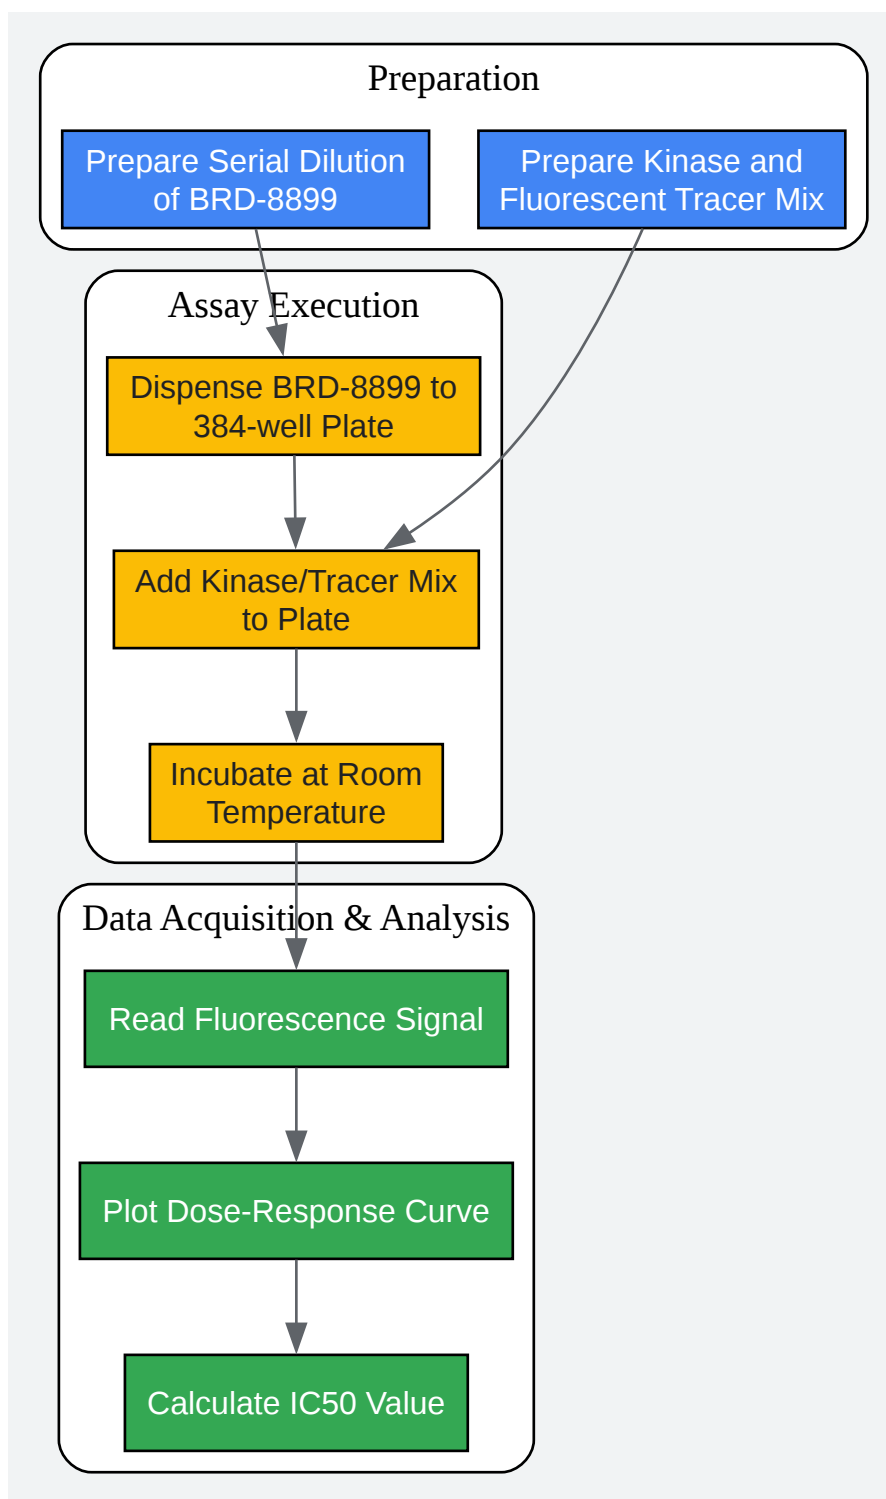 Preparation
Prepare Serial Dilution
of BRD-8899
Prepare Kinase and
Fluorescent Tracer Mix
Assay Execution
Dispense BRD-8899 to
384-well Plate
Add Kinase/Tracer Mix
to Plate
Incubate at Room
Temperature
Data Acquisition & Analysis
Read Fluorescence Signal
Plot Dose-Response Curve
Calculate IC50 Value